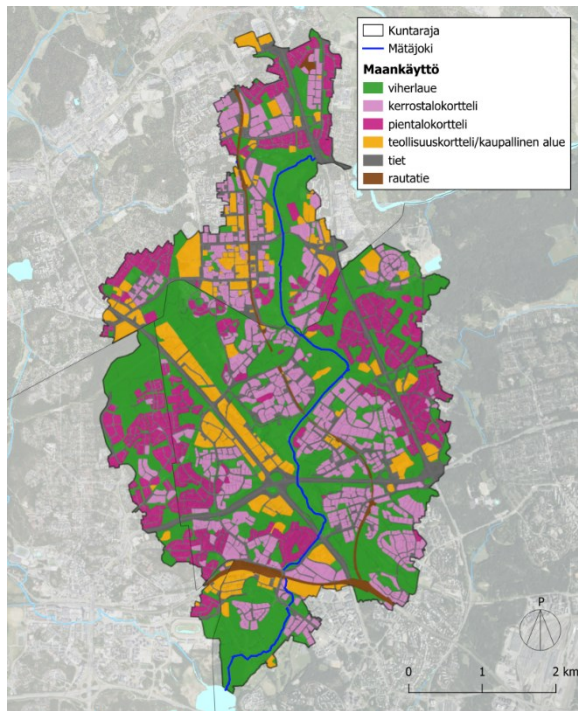 Kuntaraja
Mätäjoki
Maankäyttö
viherlaue
kerrostalokortteli
pientalokortteli
teollisuuskortteli/kaupallinen alue
tiet
rautatie
P
0 1 2 km